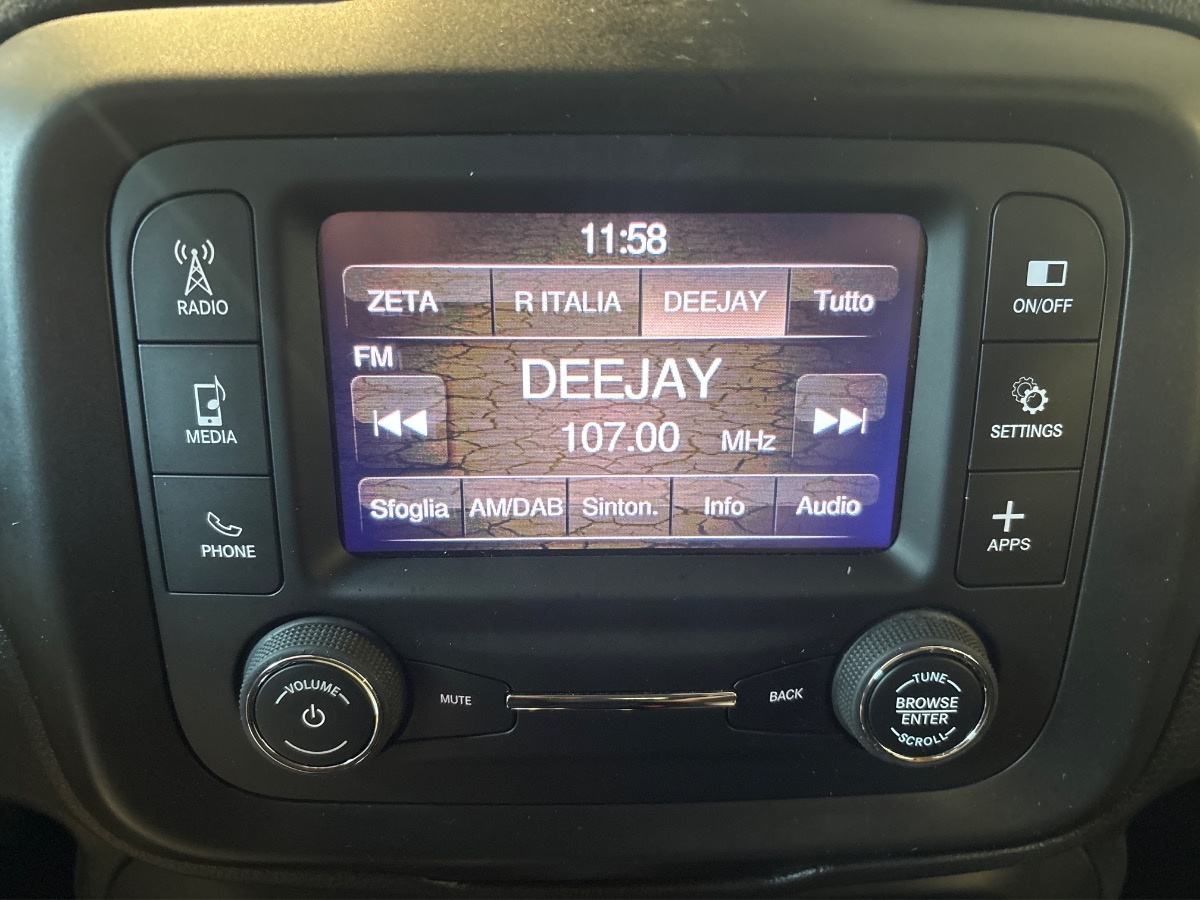 11:58
ZETA R ITALIA DEEJAY Tutto
FM
DEEJAY
107.00 MHz
Sfoglia AM/DAB Sinton. Info Audio
RADIO
MEDIA
PHONE
ON/OFF
SETTINGS
APPS
VOLUME
MUTE
BACK
TUNE
BROWSE
ENTER
SCROLL